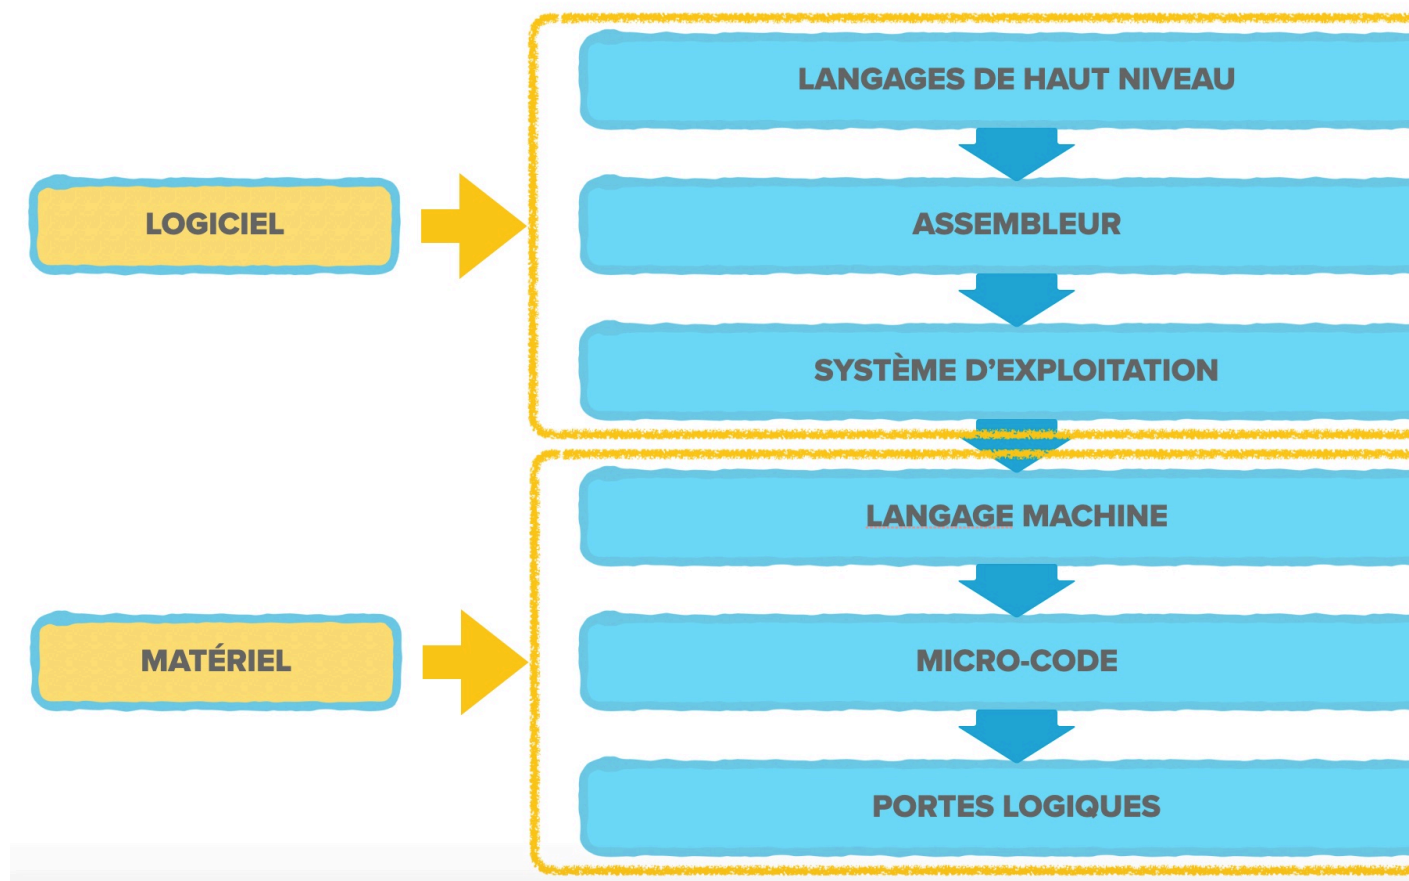 LANGAGES DE HAUT NIVEAU
LOGICIEL
ASSEMBLEUR
SYSTÈME D’EXPLOITATION
LANGAGE MACHINE
MATÉRIEL
MICRO-CODE
PORTES LOGIQUES